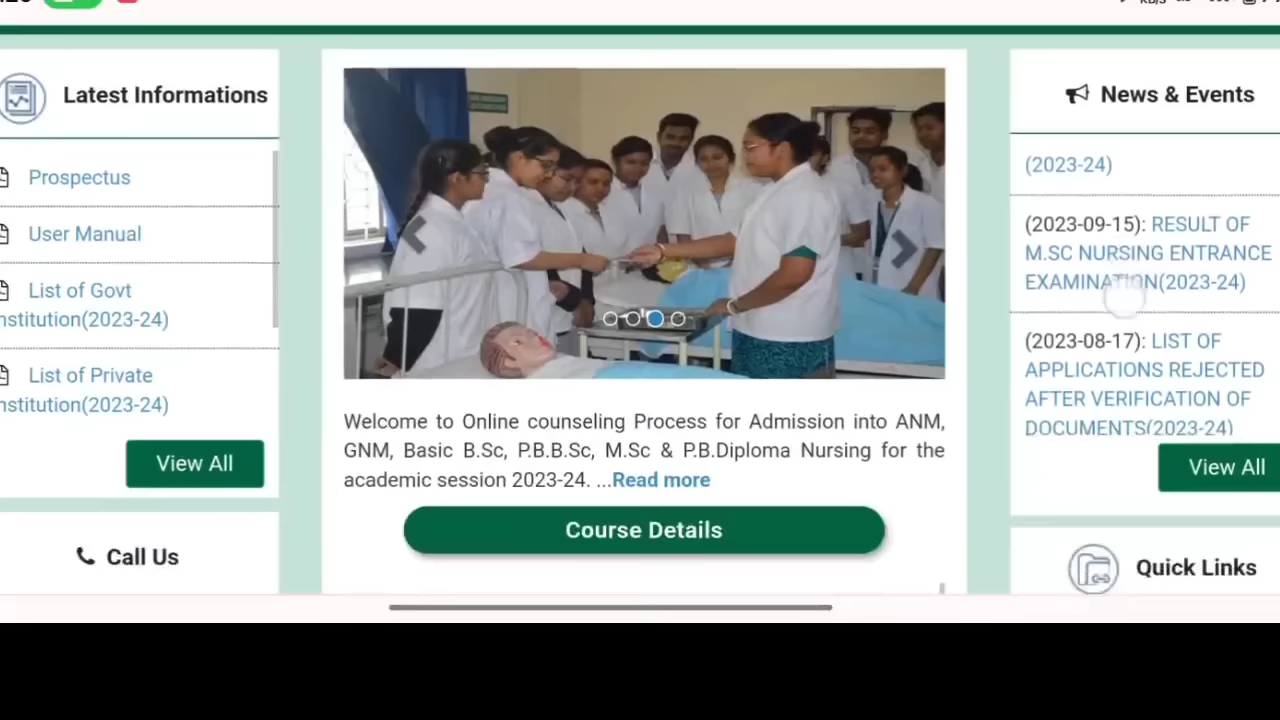 Latest Informations
Prospectus
User Manual
List of Govt
nstitution(2023-24)
List of Private
nstitution(2023-24)
View All
Call Us
Welcome to Online counseling Process for Admission into ANM,
GNM, Basic B.Sc, P.B.B.Sc, M.Sc & P.B.Diploma Nursing for the
academic session 2023-24. ...Read more
Course Details
News & Events
(2023-24)
(2023-09-15): RESULT OF
M.SC NURSING ENTRANCE
EXAMINATION(2023-24)
(2023-08-17): LIST OF
APPLICATIONS REJECTED
AFTER VERIFICATION OF
DOCUMENTS(2023-24)
View All
Quick Links